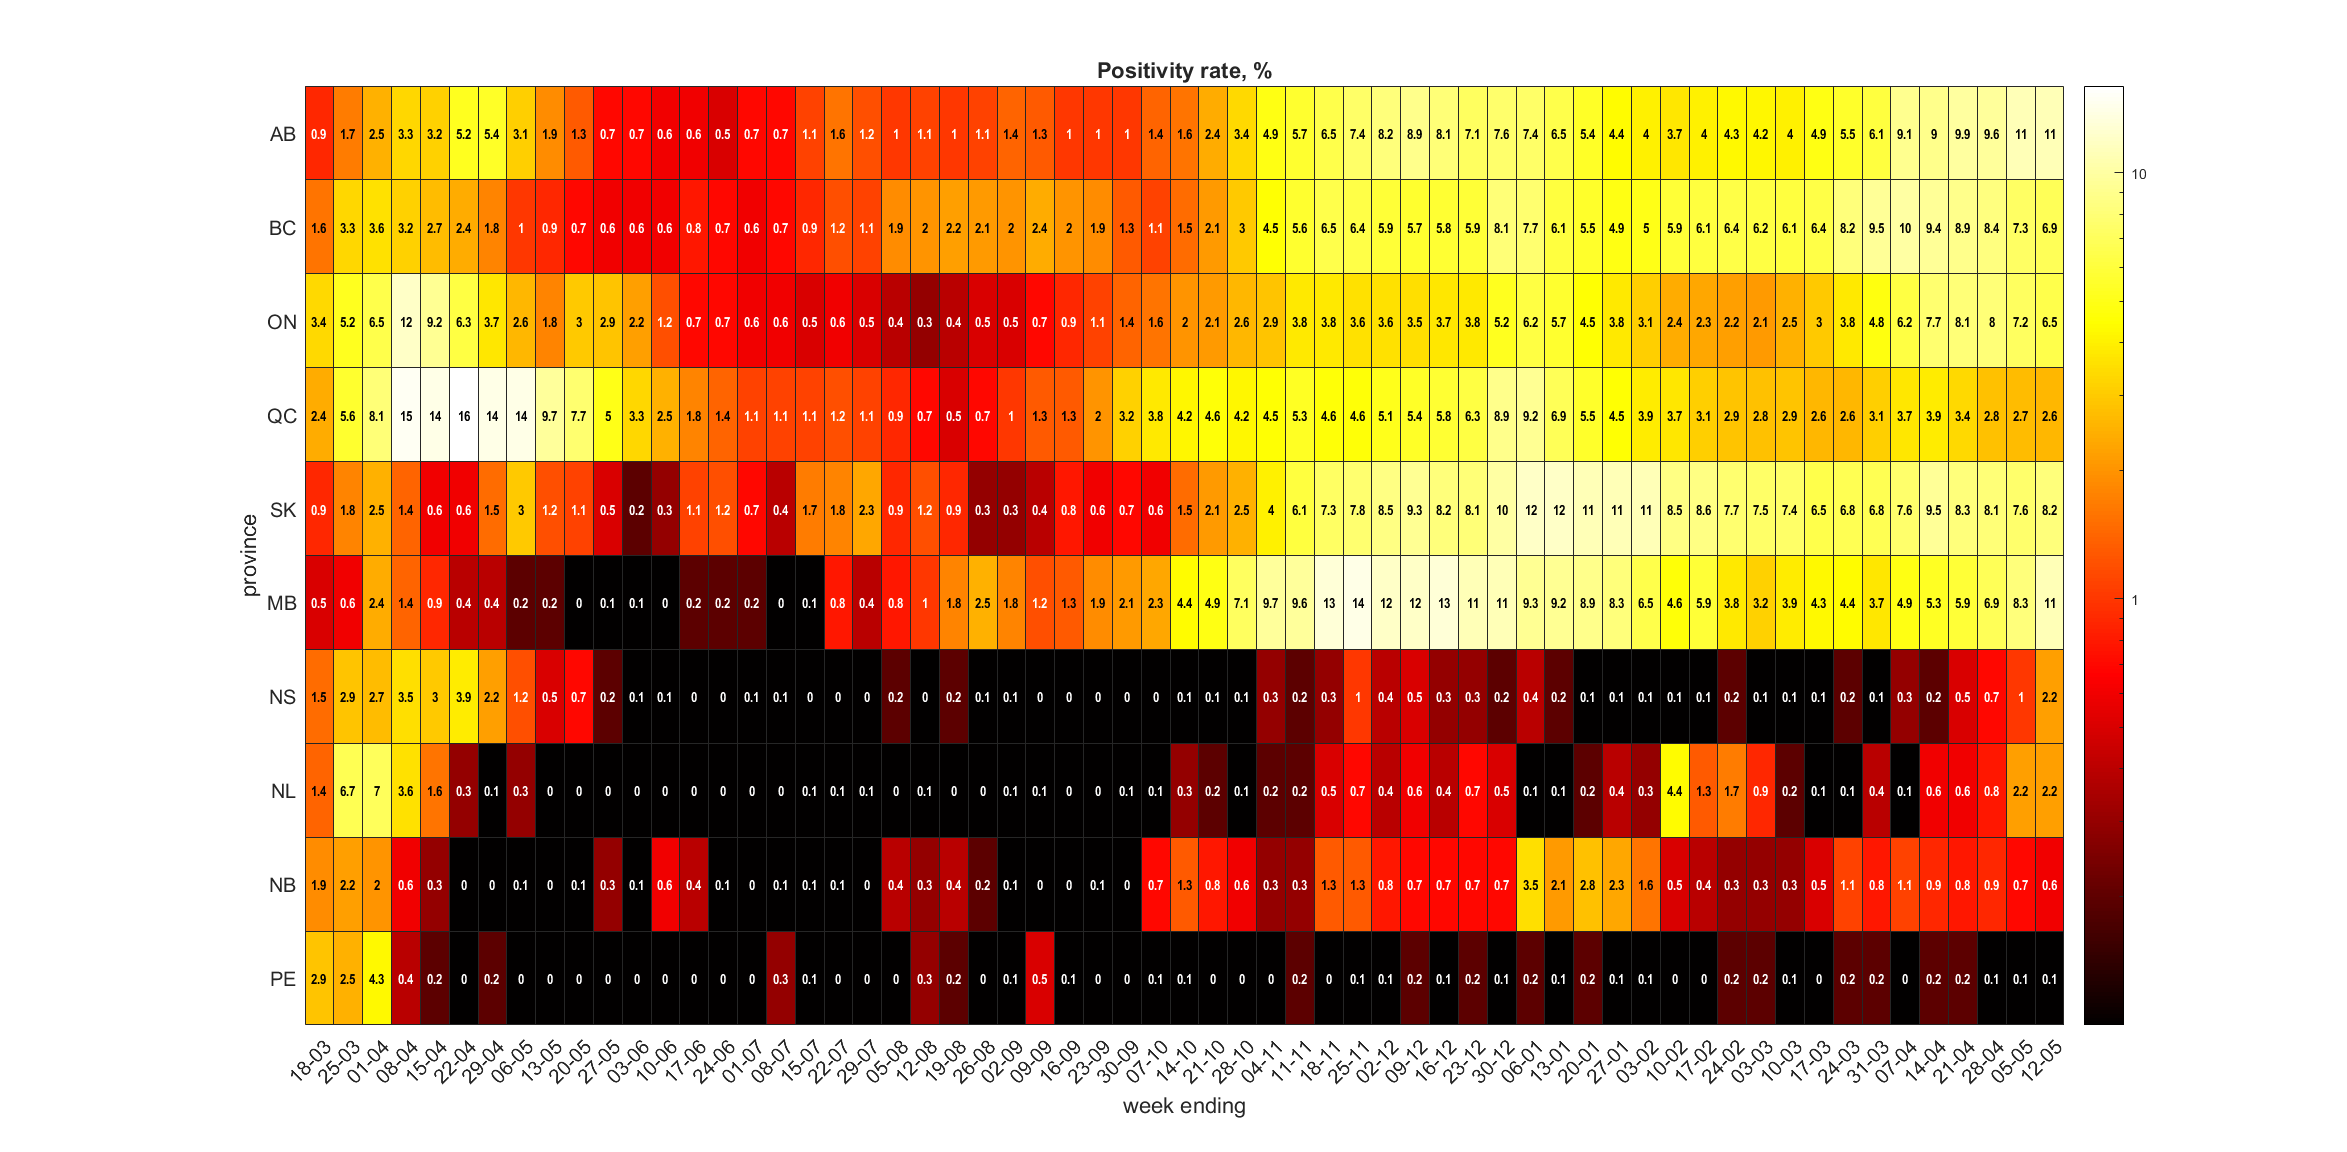 Positivity rate, %
AB 0.9 1.7 2.5 3.3 3.2 5.2 5.4 3.1 1.9 1.3 0.7 0.7 0.6 0.6 0.5 0.7 0.7 1.1 1.6 1.2 1 1.1 1 1.1 1.4 1.3 1 1 1 1.4 1.6 2.4 3.4 4.9 5.7 6.5 7.4 8.2 8.9 8.1 7.1 7.6 7.4 6.5 5.4 4.4 4 3.7 4 4.3 4.2 4 4.9 5.5 6.1 9.1 9 9.9 9.6 11 11
10
BC 1.6 3.3 3.6 3.2 2.7 2.4 1.8 1 0.9 0.7 0.6 0.6 0.6 0.8 0.7 0.6 0.7 0.9 1.2 1.1 1.9 2 2.2 2.1 2 2.4 2 1.9 1.3 1.1 1.5 2.1 3 4.5 5.6 6.5 6.4 5.9 5.7 5.8 5.9 8.1 7.7 6.1 5.5 4.9 5 5.9 6.1 6.4 6.2 6.1 6.4 8.2 9.5 10 9.4 8.9 8.4 7.3 6.9
ON 3.4 5.2 6.5 12 9.2 6.3 3.7 2.6 1.8 3 2.9 2.2 1.2 0.7 0.7 0.6 0.6 0.5 0.6 0.5 0.4 0.3 0.4 0.5 0.5 0.7 0.9 1.1 1.4 1.6 2 2.1 2.6 2.9 3.8 3.8 3.6 3.6 3.5 3.7 3.8 5.2 6.2 5.7 4.5 3.8 3.1 2.4 2.3 2.2 2.1 2.5 3 3.8 4.8 6.2 7.7 8.1 8 7.2 6.5
QC 2.4 5.6 8.1 15 14 16 14 14 9.7 7.7 5 3.3 2.5 1.8 1.4 1.1 1.1 1.1 1.2 1.1 0.9 0.7 0.5 0.7 1 1.3 1.3 2 3.2 3.8 4.2 4.6 4.2 4.5 5.3 4.6 4.6 5.1 5.4 5.8 6.3 8.9 9.2 6.9 5.5 4.5 3.9 3.7 3.1 2.9 2.8 2.9 2.6 2.6 3.1 3.7 3.9 3.4 2.8 2.7 2.6
SK 0.9 1.8 2.5 1.4 0.6 0.6 1.5 3 1.2 1.1 0.5 0.2 0.3 1.1 1.2 0.7 0.4 1.7 1.8 2.3 0.9 1.2 0.9 0.3 0.3 0.4 0.8 0.6 0.7 0.6 1.5 2.1 2.5 4 6.1 7.3 7.8 8.5 9.3 8.2 8.1 10 12 12 11 11 11 8.5 8.6 7.7 7.5 7.4 6.5 6.8 6.8 7.6 9.5 8.3 8.1 7.6 8.2
province
MB 0.5 0.6 2.4 1.4 0.9 0.4 0.4 0.2 0.2 0 0.1 0.1 0 0.2 0.2 0.2 0 0.1 0.8 0.4 0.8 1 1.8 2.5 1.8 1.2 1.3 1.9 2.1 2.3 4.4 4.9 7.1 9.7 9.6 13 14 12 12 13 11 11 9.3 9.2 8.9 8.3 6.5 4.6 5.9 3.8 3.2 3.9 4.3 4.4 3.7 4.9 5.3 5.9 6.9 8.3 11
1
NS 1.5 2.9 2.7 3.5 3 3.9 2.2 1.2 0.5 0.7 0.2 0.1 0.1 0 0 0.1 0.1 0 0 0 0.2 0 0.2 0.1 0.1 0 0 0 0 0 0.1 0.1 0.1 0.3 0.2 0.3 1 0.4 0.5 0.3 0.3 0.2 0.4 0.2 0.1 0.1 0.1 0.1 0.1 0.2 0.1 0.1 0.1 0.2 0.1 0.3 0.2 0.5 0.7 1 2.2
NL 1.4 6.7 7 3.6 1.6 0.3 0.1 0.3 0 0 0 0 0 0 0 0 0 0.1 0.1 0.1 0 0.1 0 0 0.1 0.1 0 0 0.1 0.1 0.3 0.2 0.1 0.2 0.2 0.5 0.7 0.4 0.6 0.4 0.7 0.5 0.1 0.1 0.2 0.4 0.3 4.4 1.3 1.7 0.9 0.2 0.1 0.1 0.4 0.1 0.6 0.6 0.8 2.2 2.2
NB 1.9 2.2 2 0.6 0.3 0 0 0.1 0 0.1 0.3 0.1 0.6 0.4 0.1 0 0.1 0.1 0.1 0 0.4 0.3 0.4 0.2 0.1 0 0 0.1 0 0.7 1.3 0.8 0.6 0.3 0.3 1.3 1.3 0.8 0.7 0.7 0.7 0.7 3.5 2.1 2.8 2.3 1.6 0.5 0.4 0.3 0.3 0.3 0.5 1.1 0.8 1.1 0.9 0.8 0.9 0.7 0.6
PE 2.9 2.5 4.3 0.4 0.2 0 0.2 0 0 0 0 0 0 0 0 0 0.3 0.1 0 0 0 0.3 0.2 0 0.1 0.5 0.1 0 0 0.1 0.1 0 0 0 0.2 0 0.1 0.1 0.2 0.1 0.2 0.1 0.2 0.1 0.2 0.1 0.1 0 0 0.2 0.2 0.1 0 0.2 0.2 0 0.2 0.2 0.1 0.1 0.1
18-03 25-03 01-04 08-04 15-04 22-04 29-04 06-05 13-05 20-05 27-05 03-06 10-06 17-06 24-06 01-07 08-07 15-07 22-07 29-07 05-08 12-08 19-08 26-08 02-09 09-09 16-09 23-09 30-09 07-10 14-10 21-10 28-10 04-11 11-11 18-11 25-11 02-12 09-12 16-12 23-12 30-12 06-01 13-01 20-01 27-01 03-02 10-02 17-02 24-02 03-03 10-03 17-03 24-03 31-03 07-04 14-04 21-04 28-04 05-05 12-05
week ending